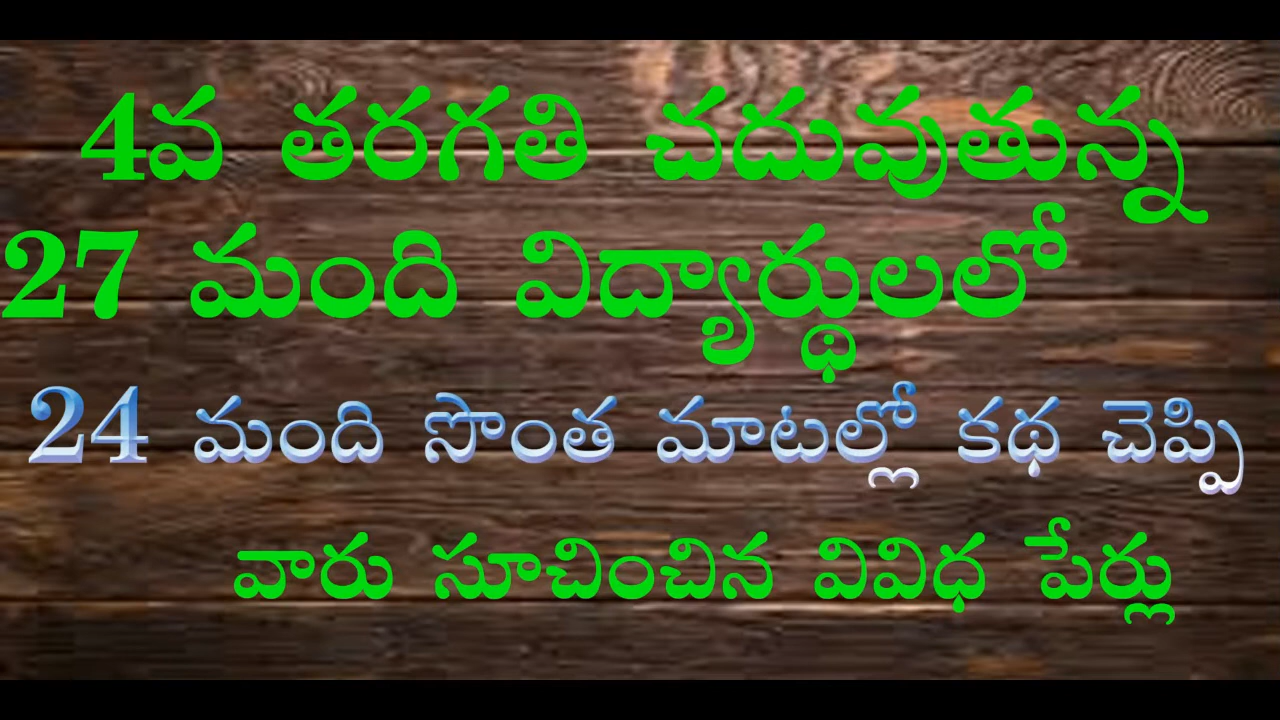 4వ తరగతి చదువుతున్న
27 మంది విద్యార్థులలో
24 మంది సొంత మాటల్లో కథ చెప్పి
వారు సూచించిన వివిధ పేర్లు